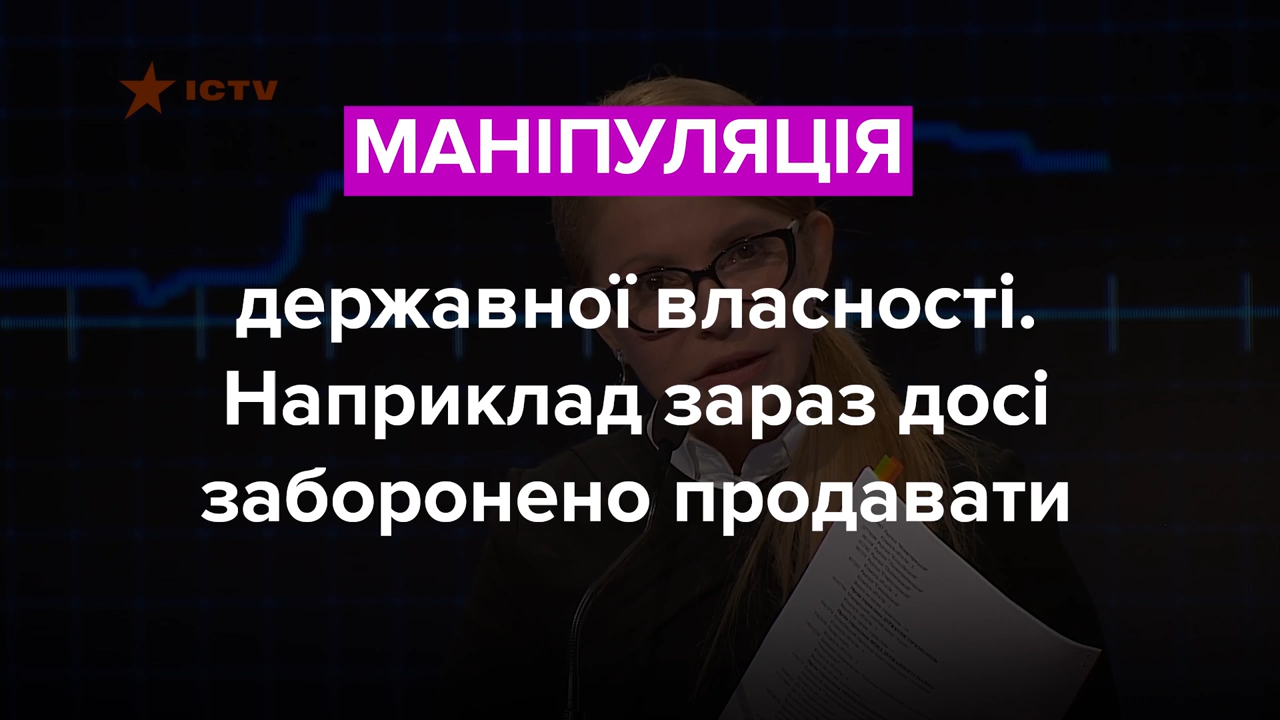 ICTV
МАНІПУЛЯЦІЯ
державної власності.
Наприклад зараз досі
заборонено продавати